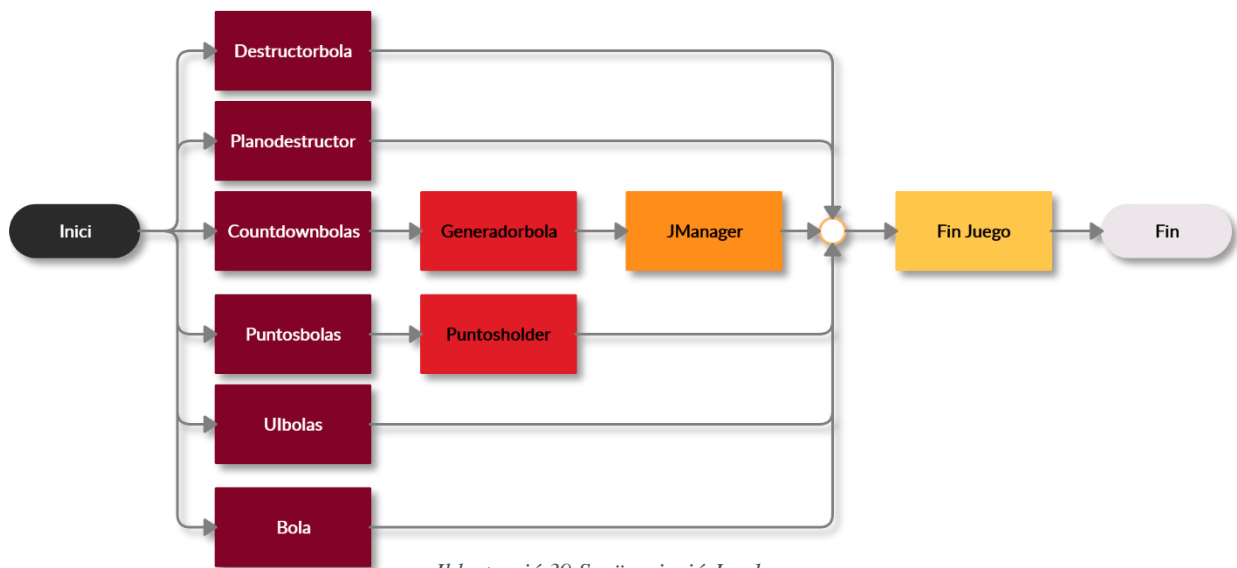 Destructorbola
Planodestructor
Inici
Countdownbolas
Generadorbola
JManager
Fin Juego
Fin
Puntosbolas
Puntosholder
UIbolas
Bola